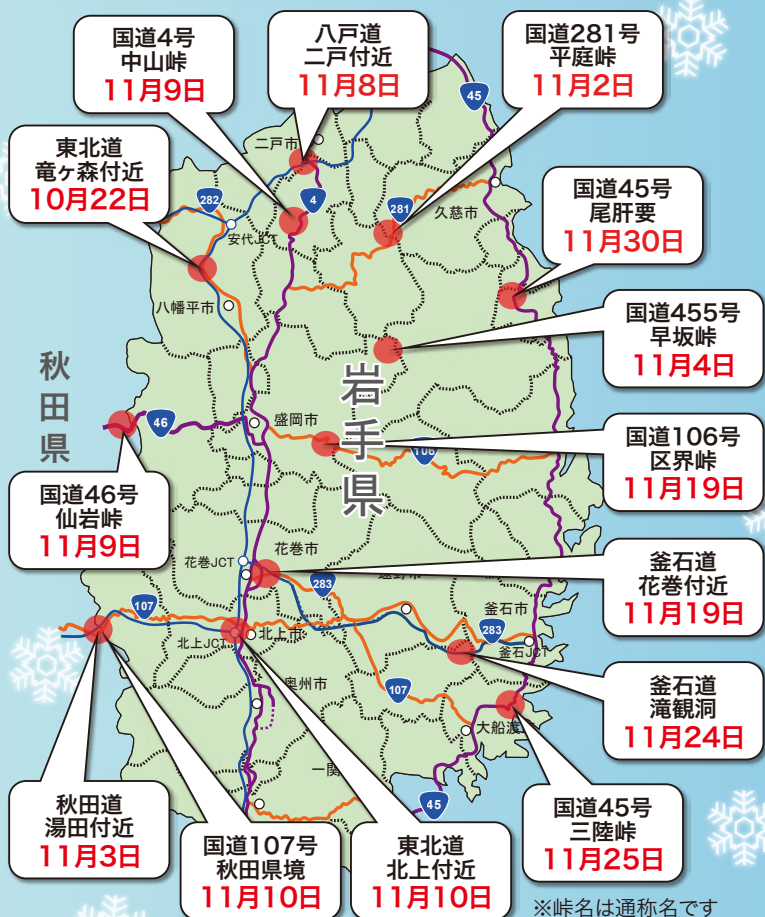 国道4号
中山峠
11月9日
八戸道
二戸付近
11月8日
国道281号
平庭峠
11月2日
45
東北道
竜ヶ森付近
10月22日
二戸市
282
4
281
久慈市
安代JCT
国道45号
尾肝要
11月30日
八幡平市
国道455号
早坂峠
11月4日
秋田県
岩手県
46
盛岡市
106
国道106号
区界峠
11月19日
国道46号
仙岩峠
11月9日
花巻JCT
花巻市
283
遠野市
釜石道
花巻付近
11月19日
107
北上JCT
北上市
釜石市
283
釜石JCT
奥州市
107
大船渡
釜石道
滝観洞
11月24日
一関
45
秋田道
湯田付近
11月3日
国道107号
秋田県境
11月10日
東北道
北上付近
11月10日
国道45号
三陸峠
11月25日
※峠名は通称名です